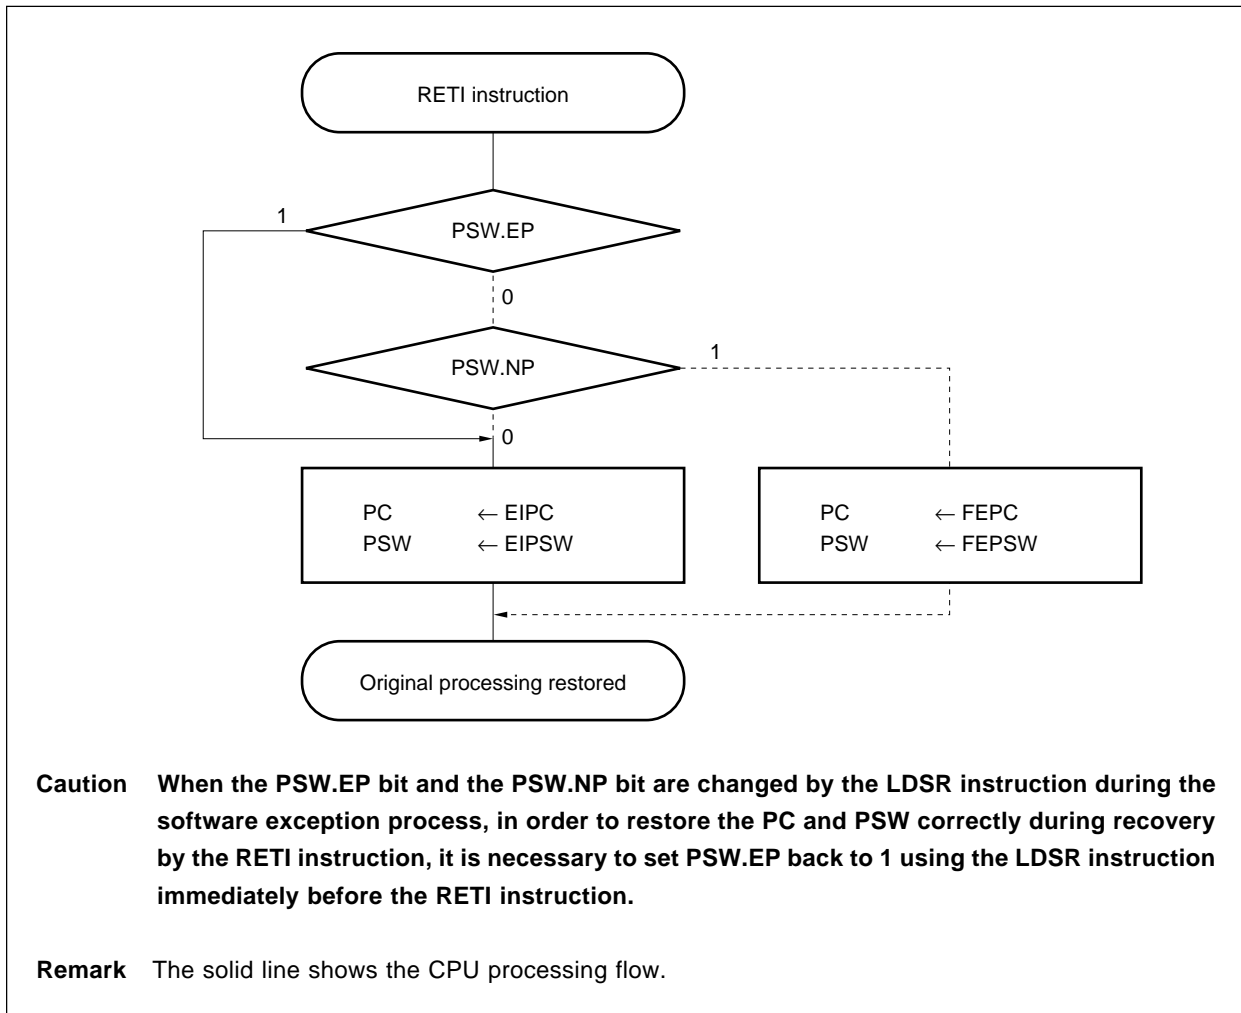 RETI instruction
1
PSW.EP
0
PSW.NP
1
0
PC ← EIPC
PSW ← EIPSW
PC ← FEPC
PSW ← FEPSW
Original processing restored
Caution When the PSW.EP bit and the PSW.NP bit are changed by the LDSR instruction during the
software exception process, in order to restore the PC and PSW correctly during recovery
by the RETI instruction, it is necessary to set PSW.EP back to 1 using the LDSR instruction
immediately before the RETI instruction.
Remark The solid line shows the CPU processing flow.